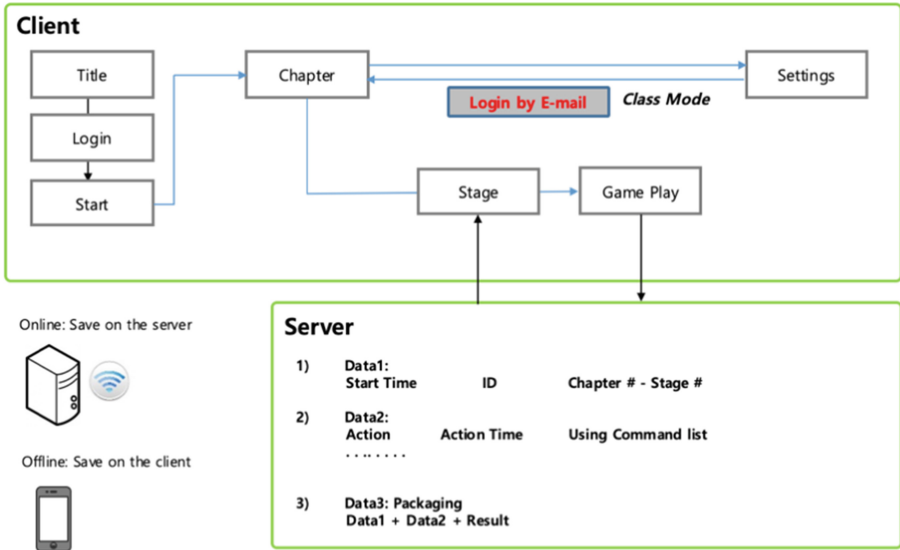 Client
Title
Login
Start
Chapter
Settings
Login by E-mail
Class Mode
Stage
Game Play
Online: Save on the server
Offline: Save on the client
Server
1) Data1:
Start Time ID Chapter # - Stage #
2) Data2:
Action Action Time Using Command list
........
3) Data3: Packaging
Data1 + Data2 + Result